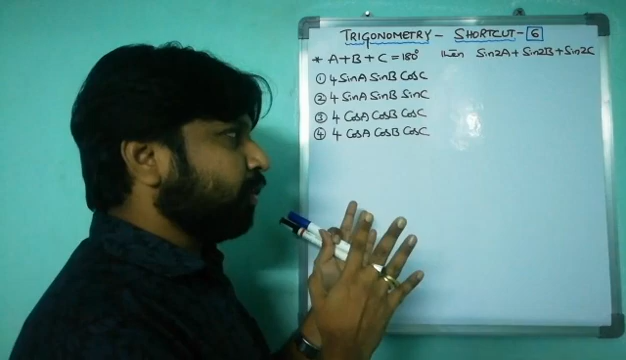 TRIGONOMETRY - SHORTCUT - 6
* A + B + C = 180° then Sin2A + Sin2B + Sin2C
① 4 SinA SinB CosC
② 4 SinA SinB SinC
③ 4 CosA CosB CosC
④ 4 CosA CosB CosC